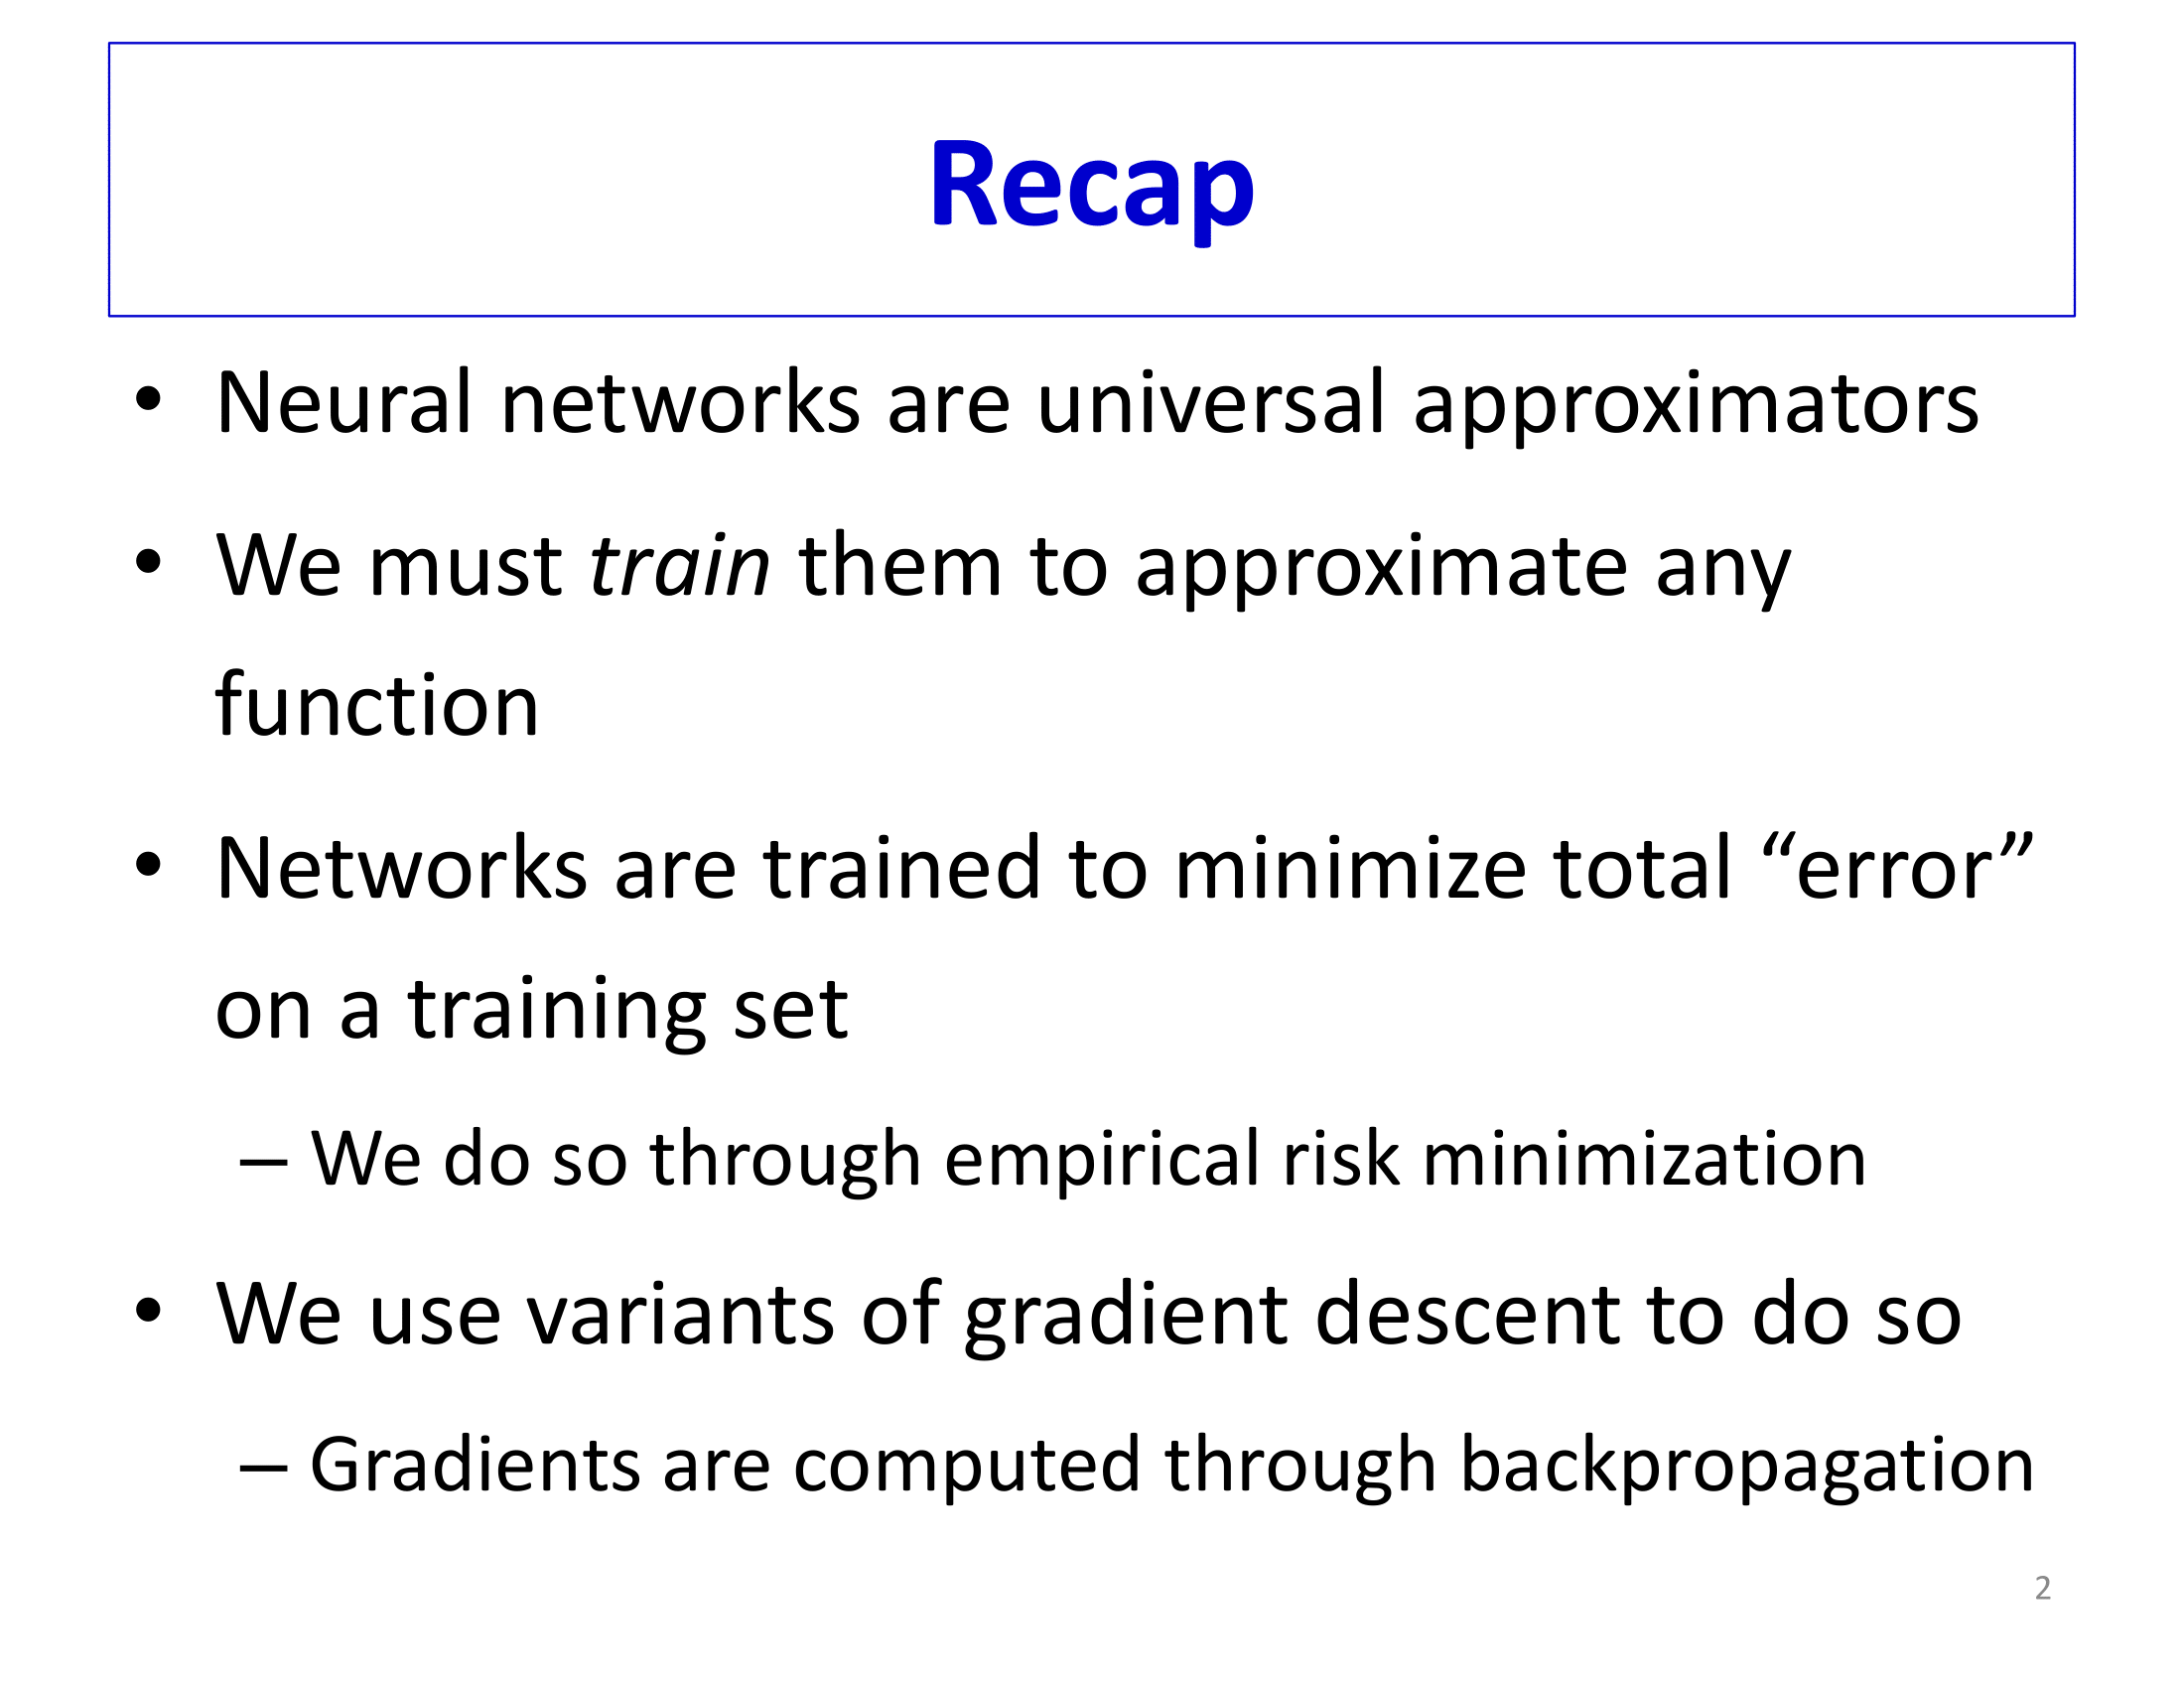 Recap
• Neural networks are universal approximators
• We must train them to approximate any
function
• Networks are trained to minimize total “error”
on a training set
– We do so through empirical risk minimization
• We use variants of gradient descent to do so
– Gradients are computed through backpropagation
2